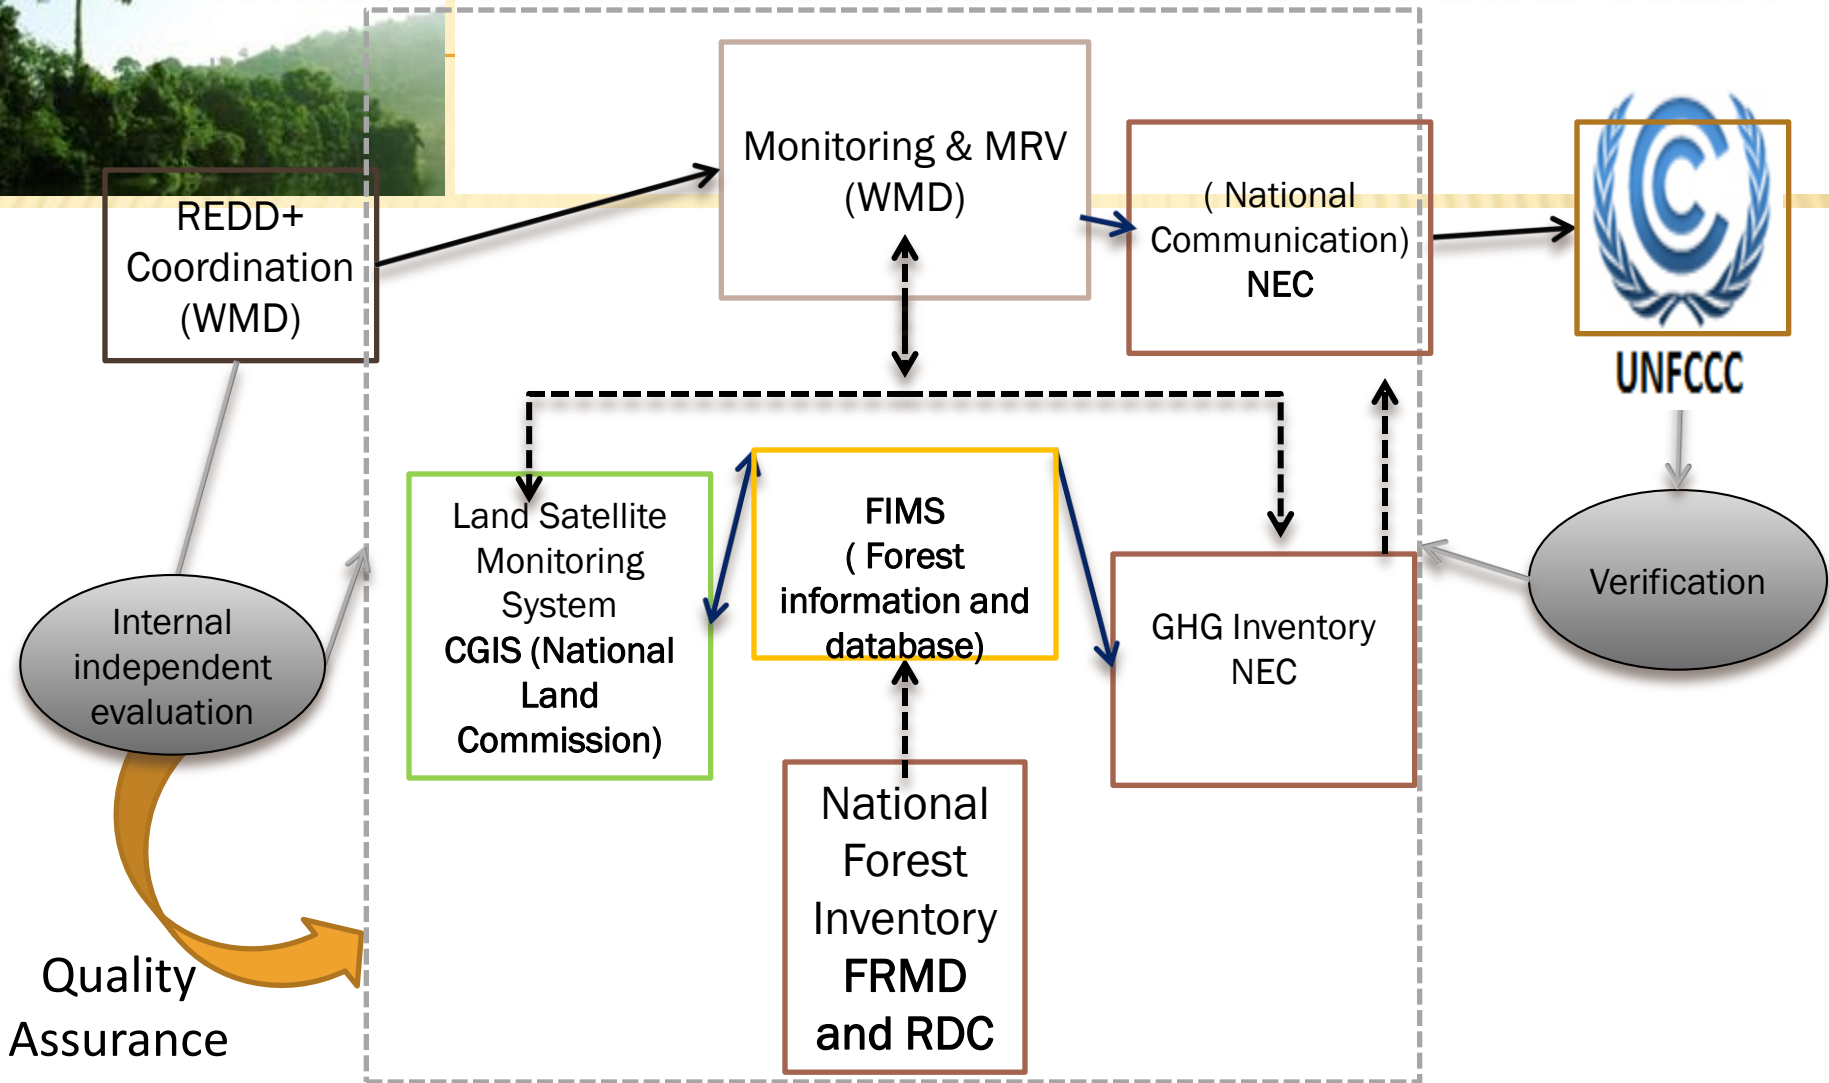 Monitoring & MRV
(WMD)
REDD+
Coordination
(WMD)
( National
Communication)
NEC
UNFCCC
Land Satellite
Monitoring
System
CGIS (National
Land
Commission)
FIMS
( Forest
information and
database)
GHG Inventory
NEC
Verification
Internal
independent
evaluation
National
Forest
Inventory
FRMD
and RDC
Quality
Assurance